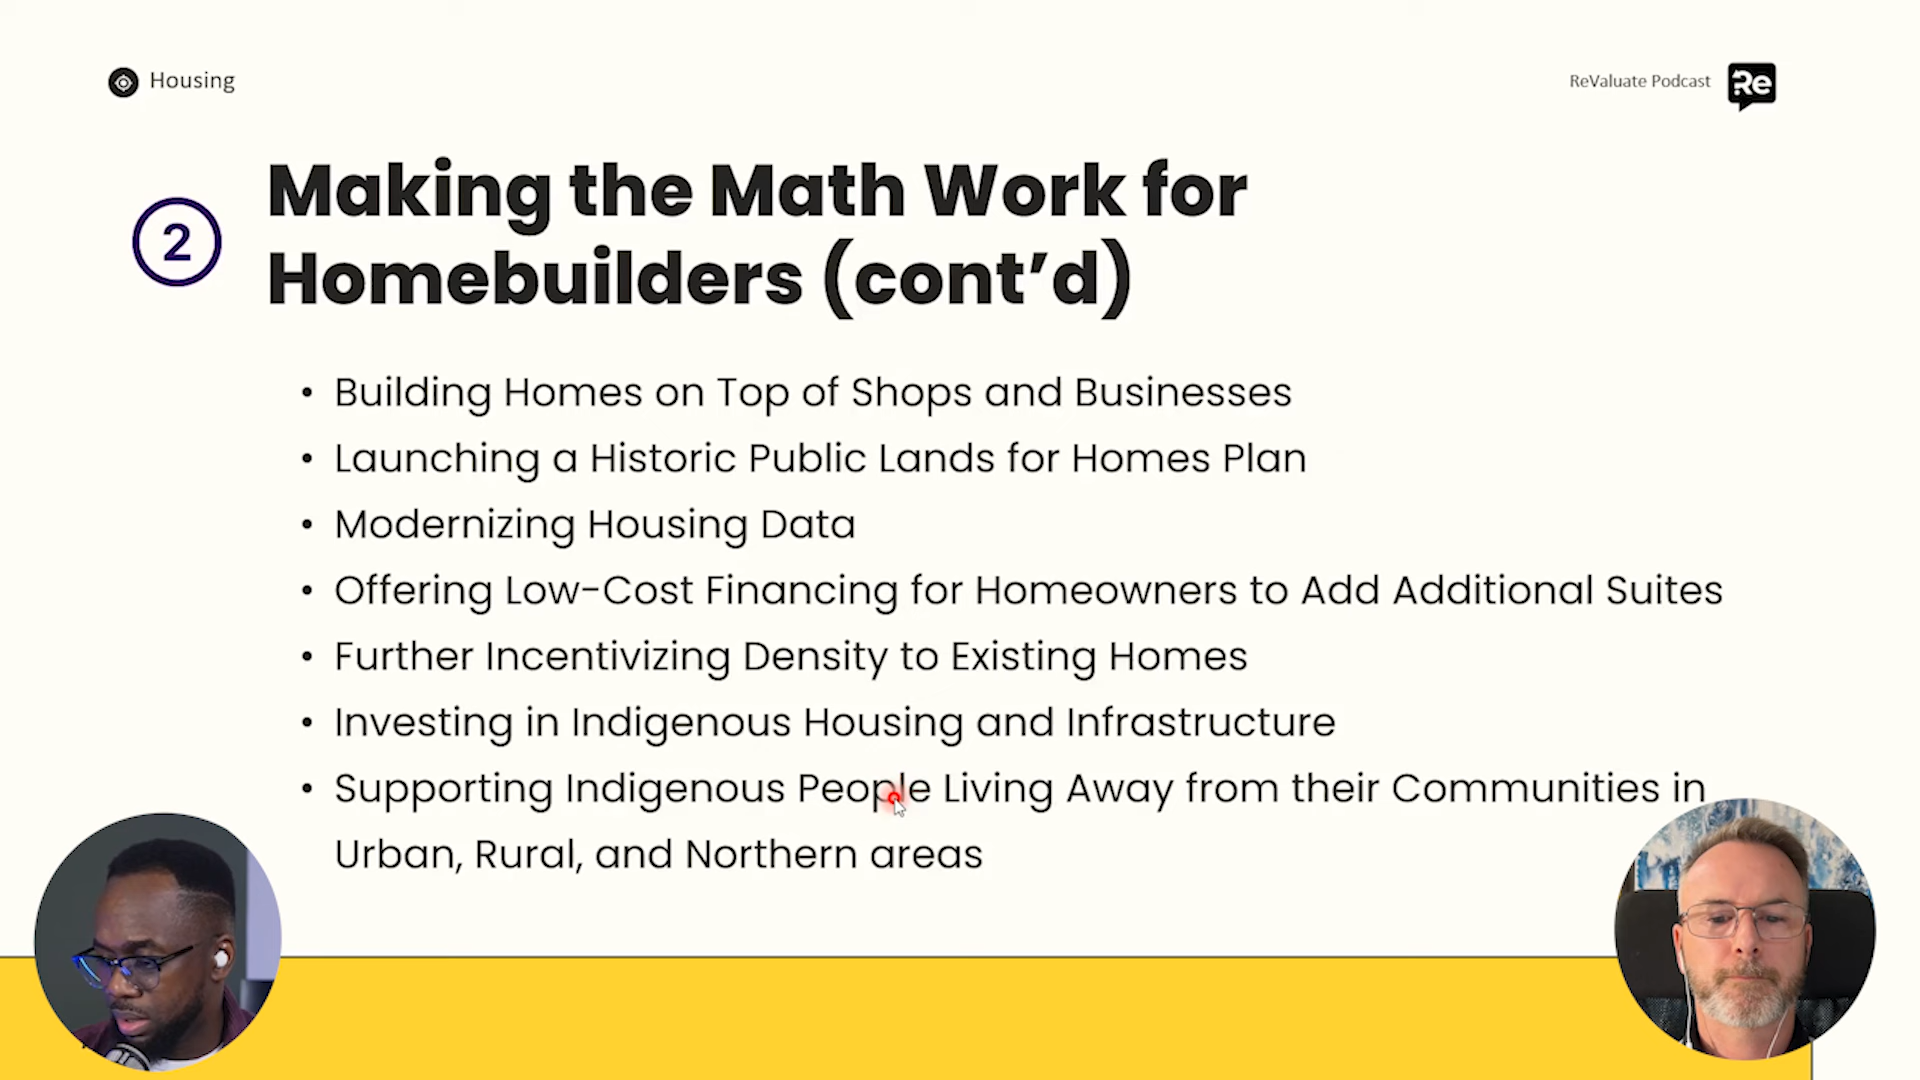 Housing
ReValuate Podcast
Re
2
Making the Math Work for
Homebuilders (cont’d)
• Building Homes on Top of Shops and Businesses
• Launching a Historic Public Lands for Homes Plan
• Modernizing Housing Data
• Offering Low-Cost Financing for Homeowners to Add Additional Suites
• Further Incentivizing Density to Existing Homes
• Investing in Indigenous Housing and Infrastructure
• Supporting Indigenous People Living Away from their Communities in
Urban, Rural, and Northern areas